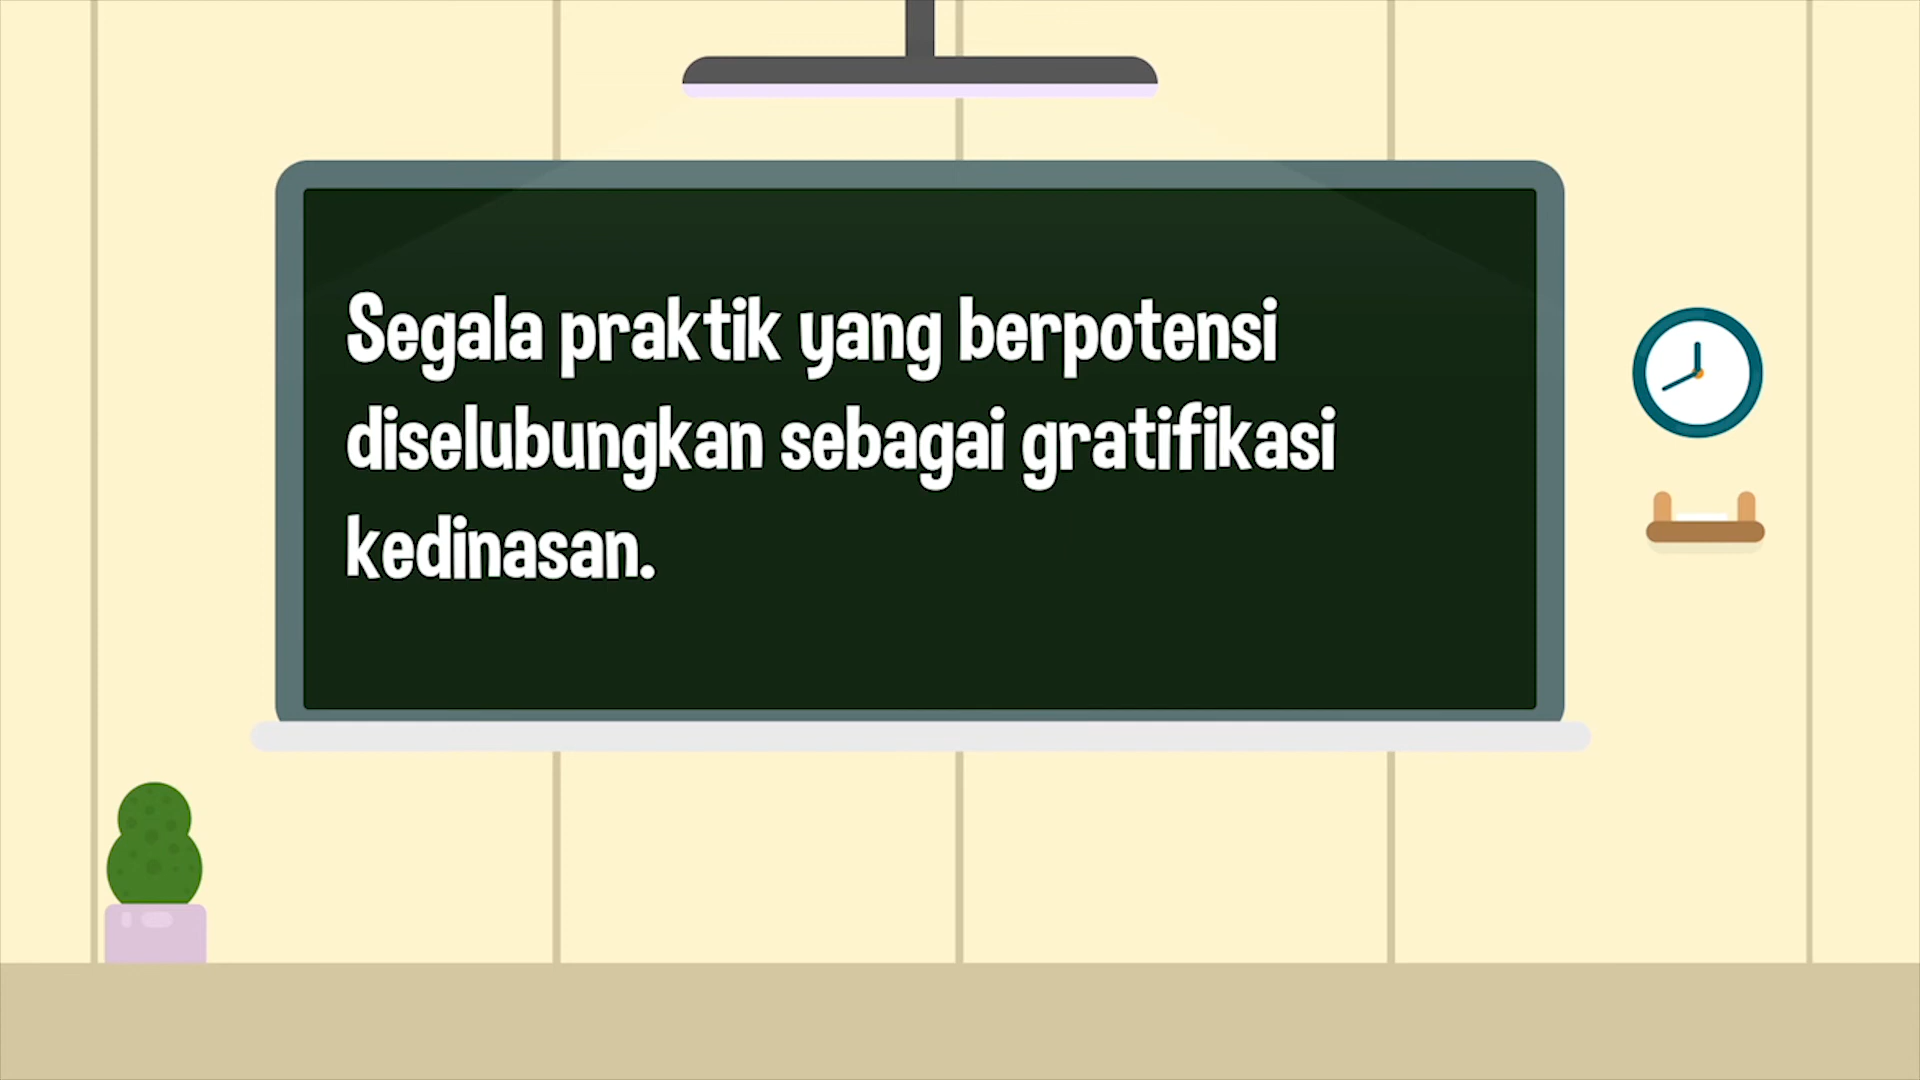 Segala praktik yang berpotensi
diselubungkan sebagai gratifikasi
kedinasan.